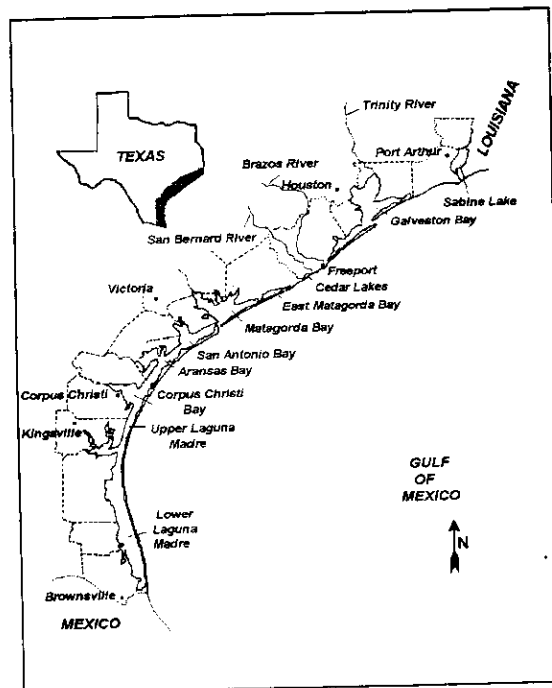 Trinity River
LOUISIANA
Port Arthur
TEXAS
Brazos River
Houston
Sabine Lake
Galveston Bay
San Bernard River
Freeport
Cedar Lakes
Victoria
East Matagorda Bay
Matagorda Bay
San Antonio Bay
Aransas Bay
Corpus Christi
Corpus Christi
Bay
Kingsville
Upper Laguna
Madre
GULF
OF
MEXICO
Lower
Laguna
Madre
N
Brownsville
MEXICO